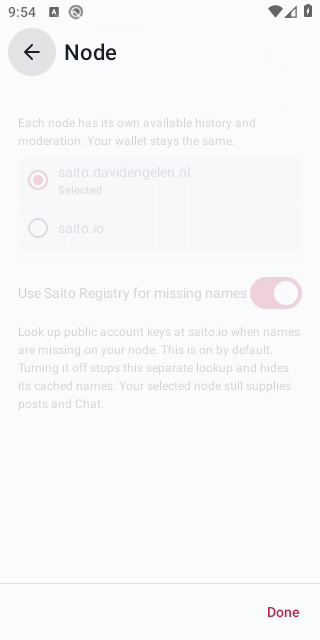 9:54
Node
Each node has its own available history and
moderation. Your wallet stays the same.
saito.davidengelen.nl
Selected
saito.io
Use Saito Registry for missing names
Look up public account keys at saito.io when names
are missing on your node. This is on by default.
Turning it off stops this separate lookup and hides
its cached names. Your selected node still supplies
posts and Chat.
Done